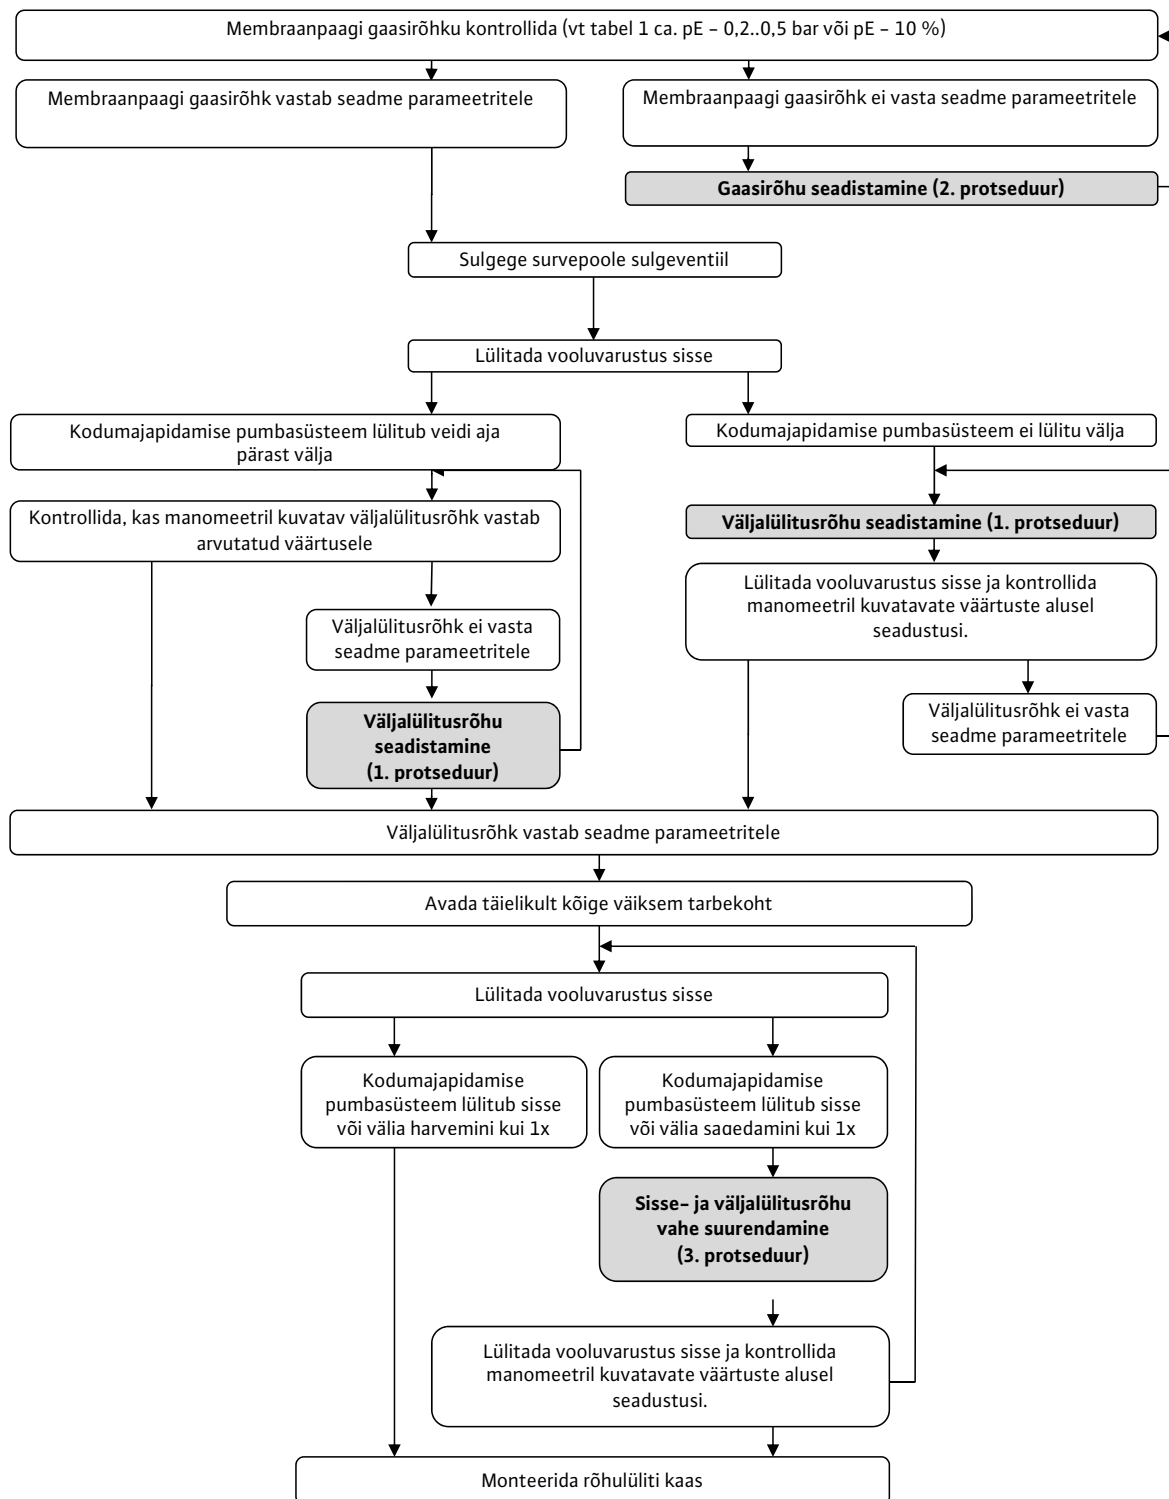 Membraanpaagi gaasirõhku kontrollida (vt tabel 1 ca. pE – 0,2..0,5 bar või pE – 10 %)
Membraanpaagi gaasirõhk vastab seadme parameetritele
Membraanpaagi gaasirõhk ei vasta seadme parameetritele
Gaasirõhu seadistamine (2. protseduur)
Sulgege survepoole sulgeventiil
Lülitada vooluvarustus sisse
Kodumajapidamise pumbasüsteem lülitub veidi aja
pärast välja
Kodumajapidamise pumbasüsteem ei lülitu välja
Kontrollida, kas manomeetril kuvatav väljalülitusrõhk vastab
arvutatud väärtusele
Väljalülitusrõhu seadistamine (1. protseduur)
Lülitada vooluvarustus sisse ja kontrollida
manomeetril kuvatavate väärtuste alusel
seadustusi.
Väljalülitusrõhk ei vasta
seadme parameetritele
Väljalülitusrõhu
seadistamine
(1. protseduur)
Väljalülitusrõhk ei vasta
seadme parameetritele
Väljalülitusrõhk vastab seadme parameetritele
Avada täielikult kõige väiksem tarbekoht
Lülitada vooluvarustus sisse
Kodumajapidamise
pumbasüsteem lülitub sisse
või välja harvemini kui 1x
Kodumajapidamise
pumbasüsteem lülitub sisse
või välja sagedamini kui 1x
Sisse- ja väljalülitusrõhu
vahe suurendamine
(3. protseduur)
Lülitada vooluvarustus sisse ja kontrollida
manomeetril kuvatavate väärtuste alusel
seadustusi.
Monteerida rõhulüliti kaas